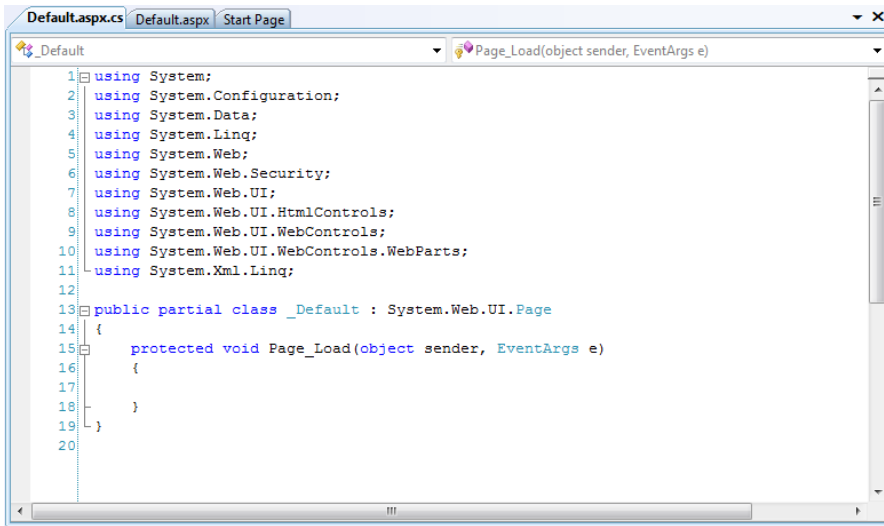 Default.aspx.cs Default.aspx Start Page
_Default Page_Load(object sender, EventArgs e)
1 using System;
2 using System.Configuration;
3 using System.Data;
4 using System.Linq;
5 using System.Web;
6 using System.Web.Security;
7 using System.Web.UI;
8 using System.Web.UI.HtmlControls;
9 using System.Web.UI.WebControls;
10 using System.Web.UI.WebControls.WebParts;
11 using System.Xml.Linq;
12
13 public partial class _Default : System.Web.UI.Page
14 {
15     protected void Page_Load(object sender, EventArgs e)
16     {
17
18     }
19 }
20